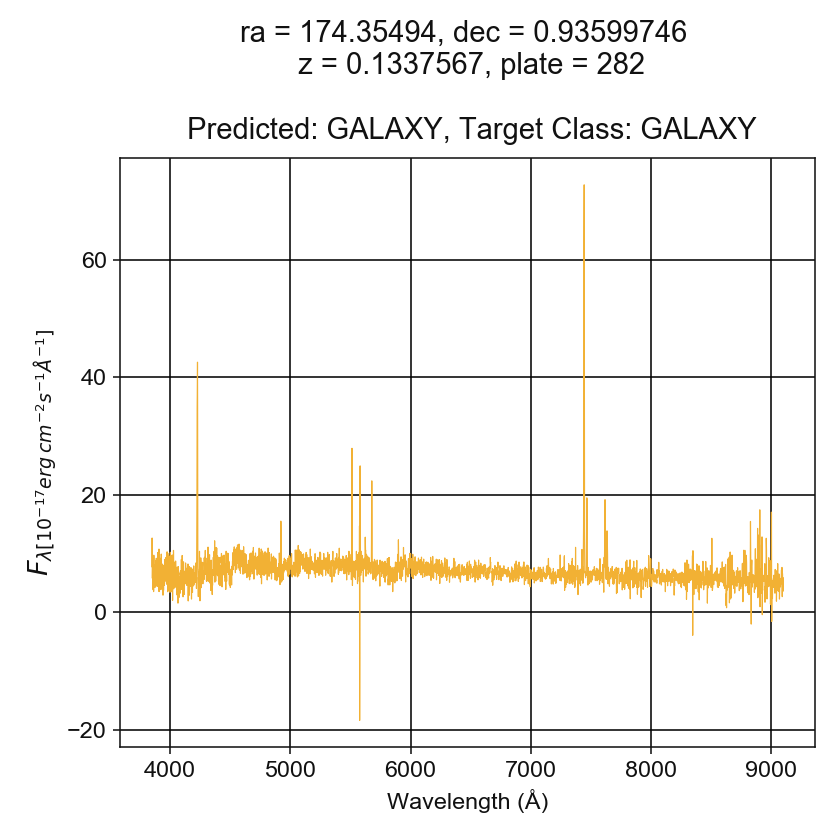 ra = 174.35494, dec = 0.93599746
z = 0.1337567, plate = 282
Predicted: GALAXY, Target Class: GALAXY
60
40
20
0
−20
F_λ[10^{−17} erg cm^{−2} s^{−1} Å^{−1}]
4000 5000 6000 7000 8000 9000
Wavelength (Å)